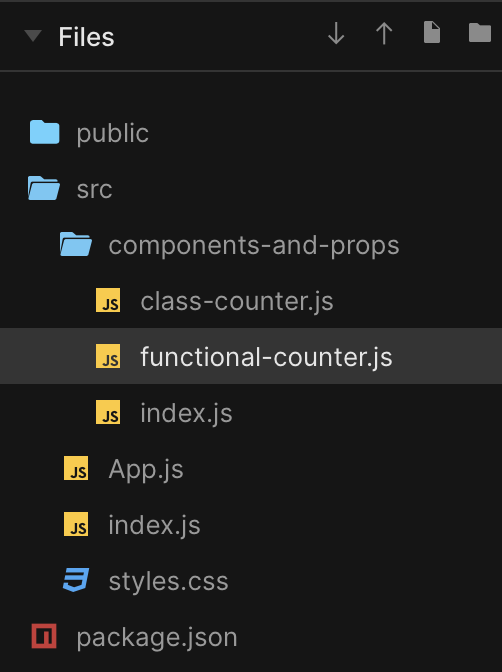 Files
public
src
components-and-props
JS class-counter.js
JS functional-counter.js
JS index.js
JS App.js
JS index.js
styles.css
package.json